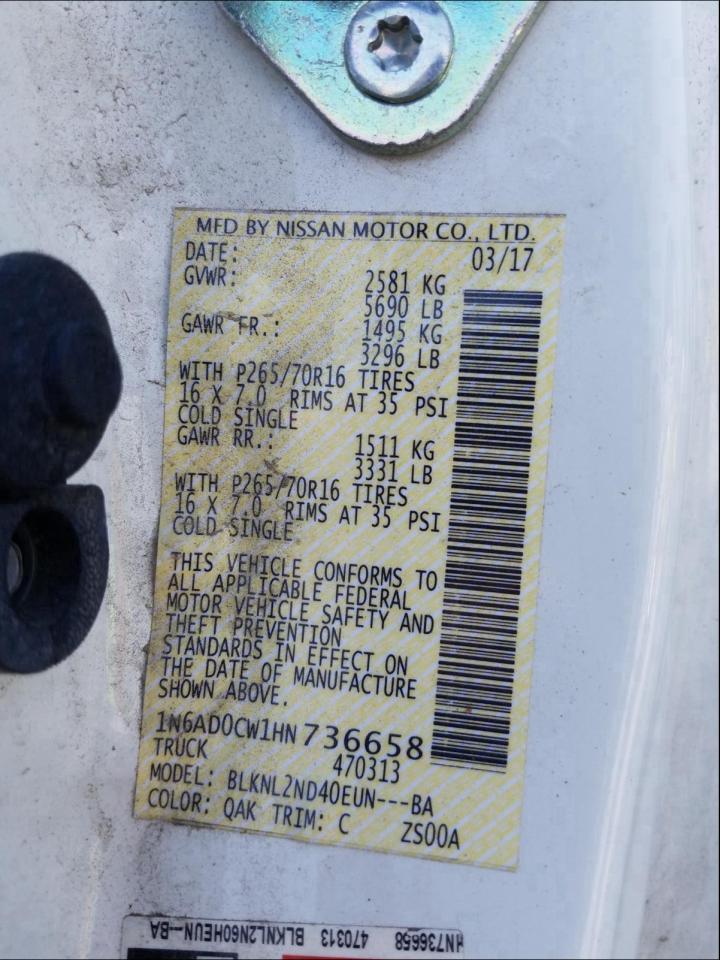 MFD BY NISSAN MOTOR CO., LTD.
DATE: 03/17
GVWR: 2581 KG
5690 LB
GAWR FR.: 1495 KG
3296 LB
WITH P265/70R16 TIRES
16 X 7.0 RIMS AT 35 PSI
COLD SINGLE
GAWR RR.: 1511 KG
3331 LB
WITH P265/70R16 TIRES
16 X 7.0 RIMS AT 35 PSI
COLD SINGLE
THIS VEHICLE CONFORMS TO
ALL APPLICABLE FEDERAL
MOTOR VEHICLE SAFETY AND
THEFT PREVENTION
STANDARDS IN EFFECT ON
THE DATE OF MANUFACTURE
SHOWN ABOVE.
1N6AD0CW1HN736658
TRUCK 470313
MODEL: BLKNL2ND40EUN---BA
COLOR: QAK TRIM: C ZS00A
HN736658 470313 BLKNL2N60HEUN--BA